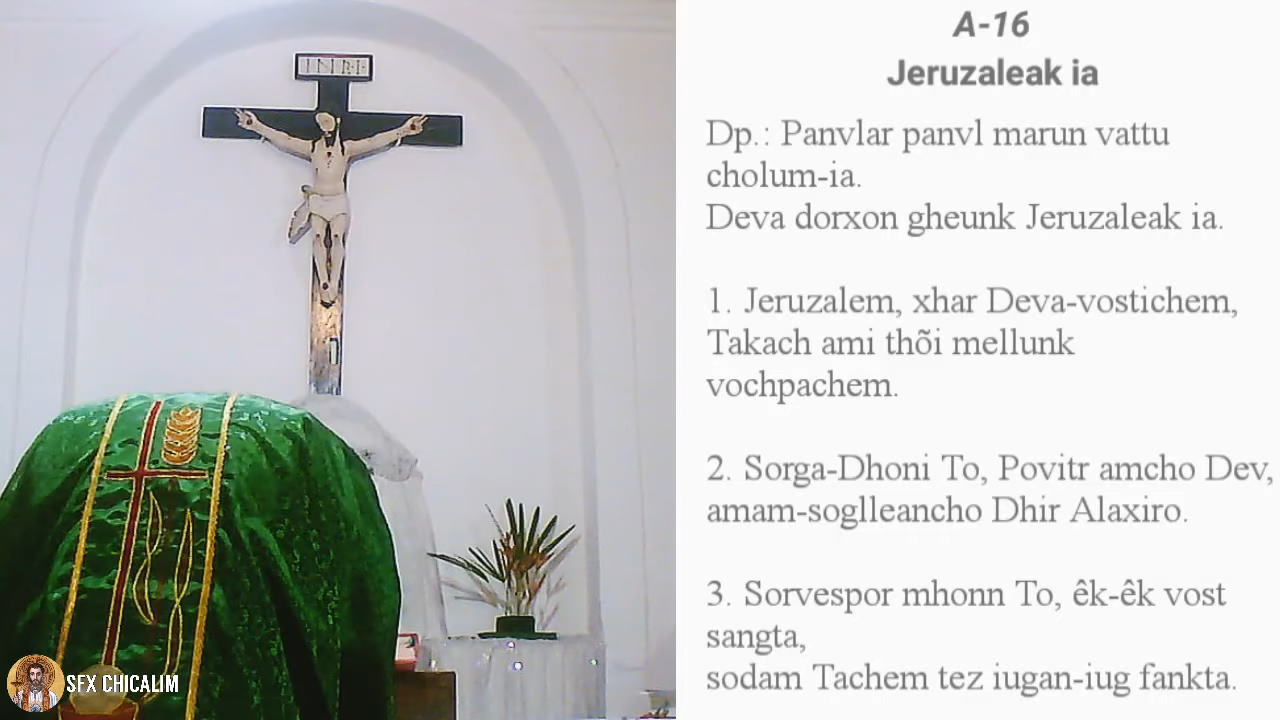 INRI
SFX CHICALIM
A-16
Jeruzaleak ia
Dp.: Panvlar panvl marun vattu
cholum-ia.
Deva dorxon gheunk Jeruzaleak ia.
1. Jeruzalem, xhar Deva-vostichem,
Takach ami thõi mellunk
vochpachem.
2. Sorga-Dhoni To, Povitr amcho Dev,
amam-soglleancho Dhir Alaxiro.
3. Sorvespor mhonn To, êk-êk vost
sangta,
sodam Tachem tez iugan-iug fankta.